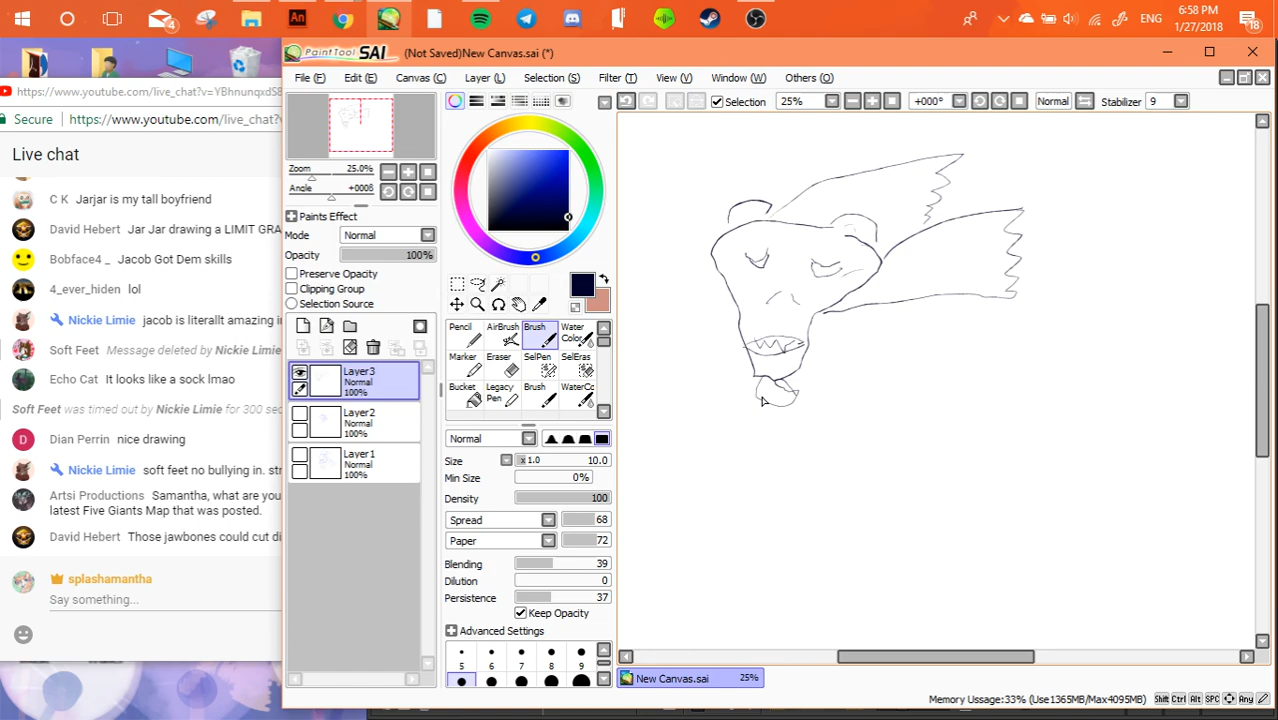 4
An
ENG
6:58 PM
1/27/2018
18
https://www.youtube.com/live_chat?v=YBhnunqxdS8
Secure
https://www.youtube.com/live_chat?v
Live chat
C K Jarjar is my tall boyfriend
David Hebert Jar Jar drawing a LIMIT GRA
Bobface4 _ Jacob Got Dem skills
4_ever_hiden lol
Nickie Limie jacob is literallt amazing i
Soft Feet Message deleted by Nickie Limie
Echo Cat It looks like a sock lmao
Soft Feet was timed out by Nickie Limie for 300 se
D Dian Perrin nice drawing
Nickie Limie soft feet no bullying in. str
Artsi Productions Samantha, what are you
latest Five Giants Map that was posted.
David Hebert Those jawbones could cut di
splashamantha
Say something...
PaintTool SAI (Not Saved)New Canvas.sai (*)
File (F) Edit (E) Canvas (C) Layer (L) Selection (S) Filter (T) View (V) Window (W) Others (O)
Selection 25% +000° Normal Stabilizer 9
Zoom 25.0%
Angle +000δ
Paints Effect
Mode Normal
Opacity 100%
Preserve Opacity
Clipping Group
Selection Source
Layer3
Normal
100%
Layer2
Normal
100%
Layer1
Normal
100%
Pencil AirBrush Brush Water Color
Marker Eraser SelPen SelEras
Bucket Legacy Pen Brush WaterCo
Normal
Size x 1.0 10.0
Min Size 0%
Density 100
Spread 68
Paper 72
Blending 39
Dilution 0
Persistence 37
Keep Opacity
Advanced Settings
5 6 7 8 9
New Canvas.sai 25%
Memory Ussage:33% (Use1365MB/Max4095MB) Shift Ctrl Alt SPC Any